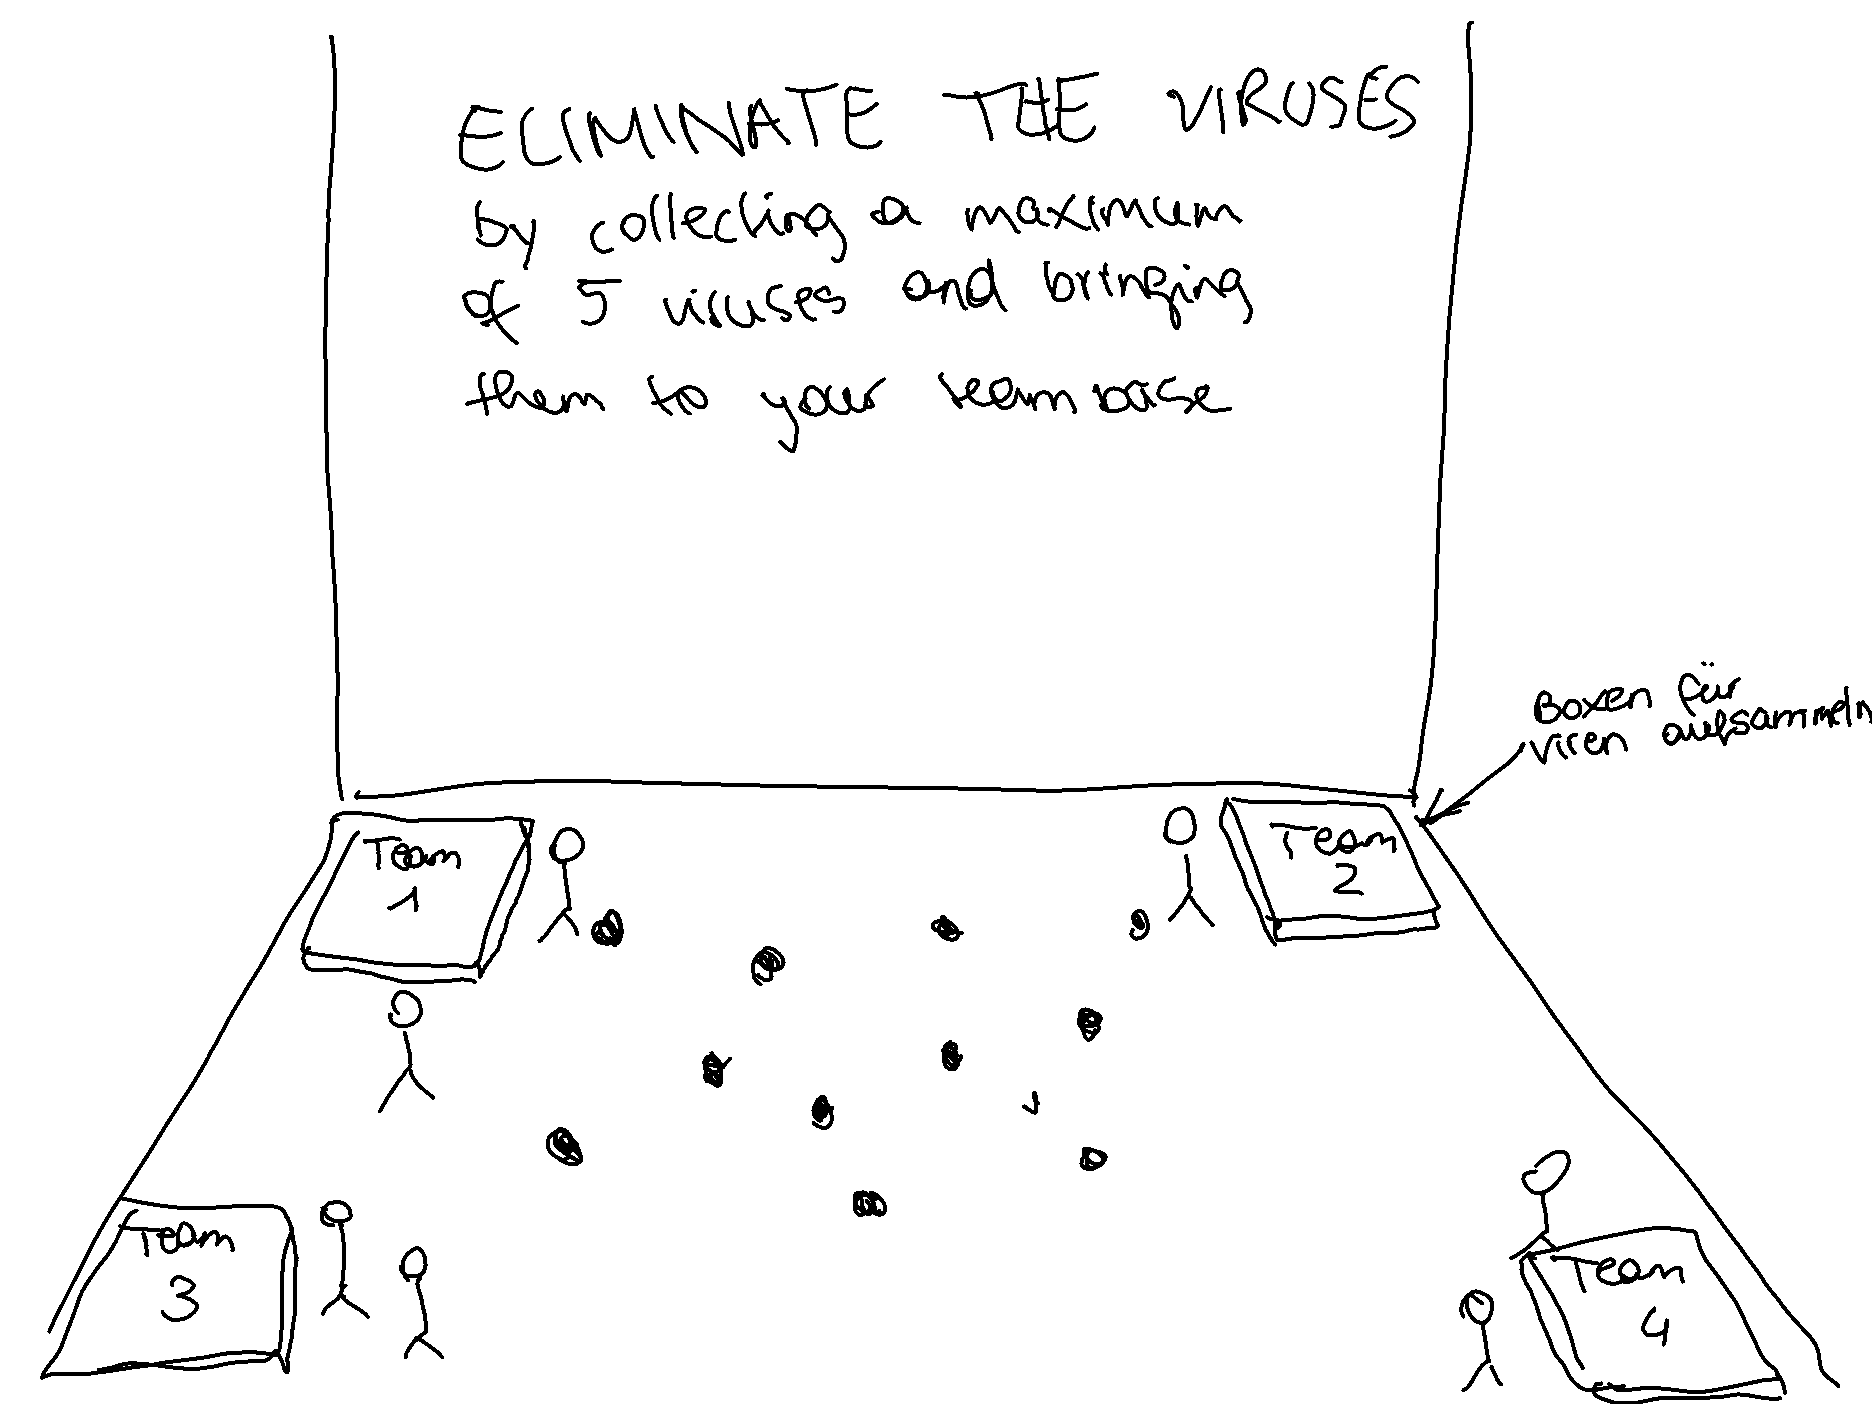 ELIMINATE THE VIRUSES
by collecting a maximum
of 5 viruses and bringing
them to your team base
Boxen für
viren aufsammeln
Team
1
Team
2
Team
3
Team
4